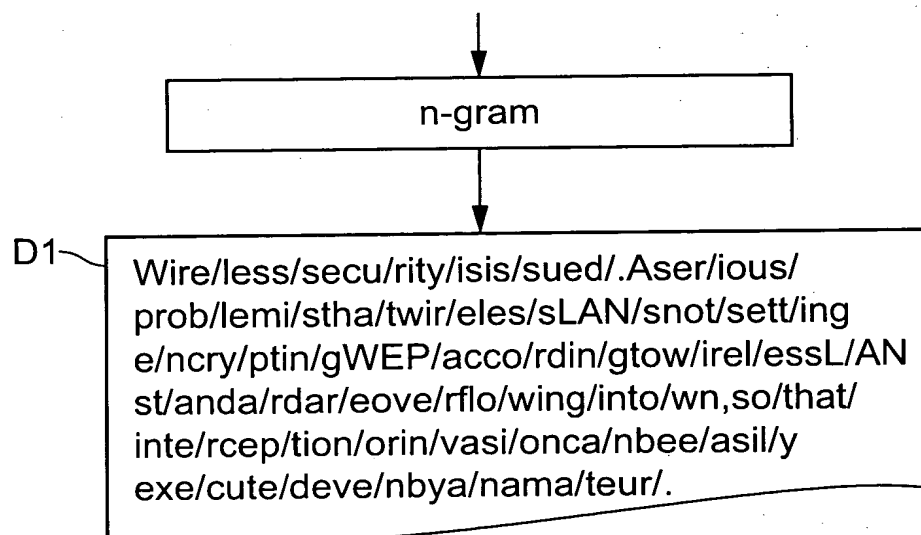 n-gram
D1
Wire/less/secu/rity/isis/sued/.Aser/ious/
prob/lemi/stha/twir/eles/sLAN/snot/sett/ing
e/ncry/ptin/gWEP/acco/rdin/gtow/irel/essL/AN
st/anda/rdar/eove/rflo/wing/into/wn,so/that/
inte/rcep/tion/orin/vasi/onca/nbee/asil/y
exe/cute/deve/nbya/nama/teur/.